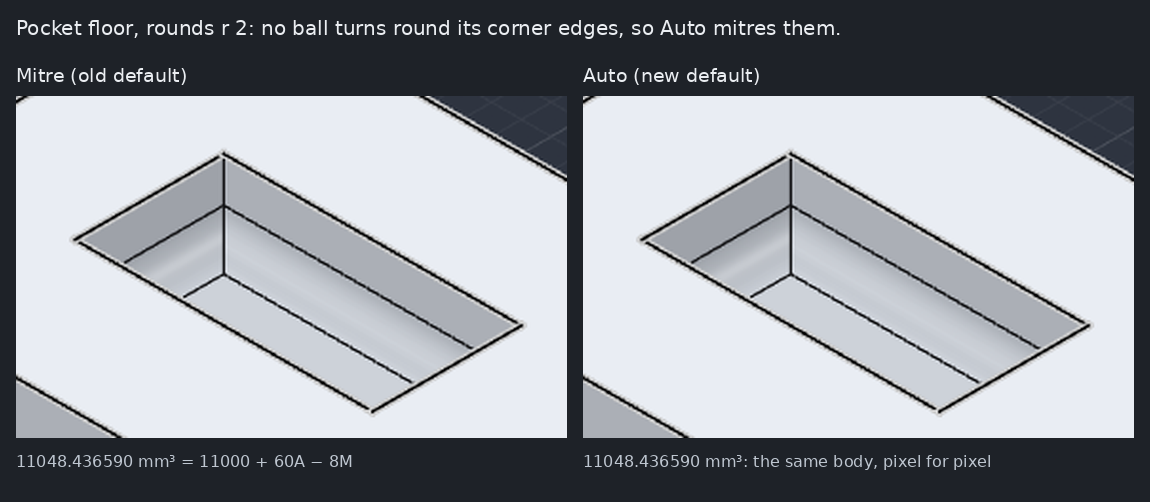 Pocket floor, rounds r 2: no ball turns round its corner edges, so Auto mitres them.
Mitre (old default)
Auto (new default)
11048.436590 mm³ = 11000 + 60A − 8M
11048.436590 mm³: the same body, pixel for pixel